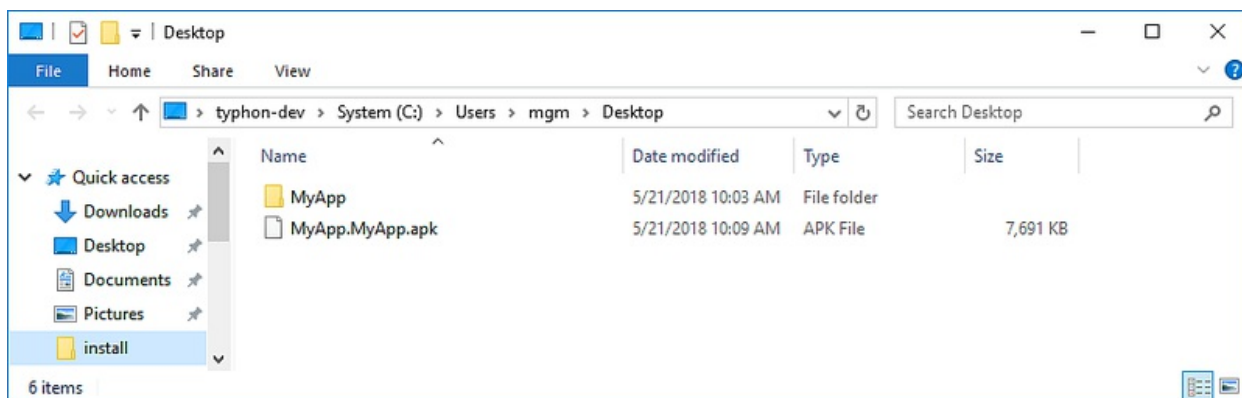 Desktop
File Home Share View
typhon-dev > System (C:) > Users > mgm > Desktop
Search Desktop
Name Date modified Type Size
Quick access
Downloads
Desktop
Documents
Pictures
install
MyApp 5/21/2018 10:03 AM File folder
MyApp.MyApp.apk 5/21/2018 10:09 AM APK File 7,691 KB
6 items